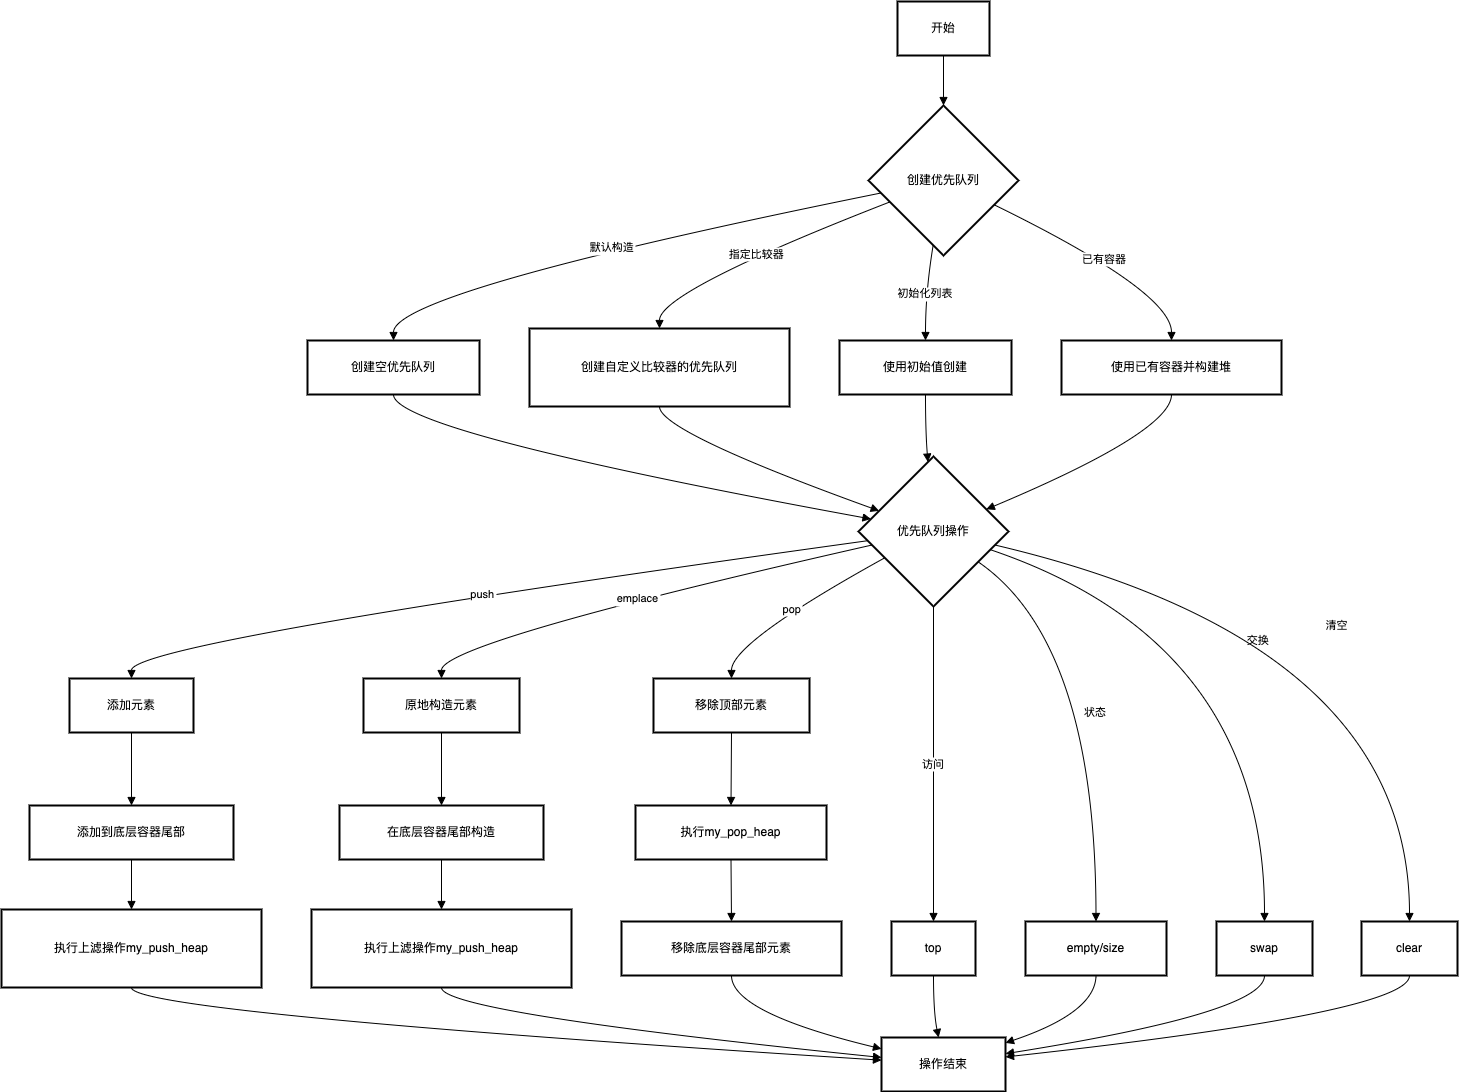 开始
创建优先队列
默认构造
指定比较器
初始化列表
已有容器
创建空优先队列
创建自定义比较器的优先队列
使用初始值创建
使用已有容器并构建堆
优先队列操作
push
emplace
pop
访问
状态
交换
清空
添加元素
原地构造元素
移除顶部元素
添加到底层容器尾部
在底层容器尾部构造
执行my_pop_heap
执行上滤操作my_push_heap
执行上滤操作my_push_heap
移除底层容器尾部元素
top
empty/size
swap
clear
操作结束